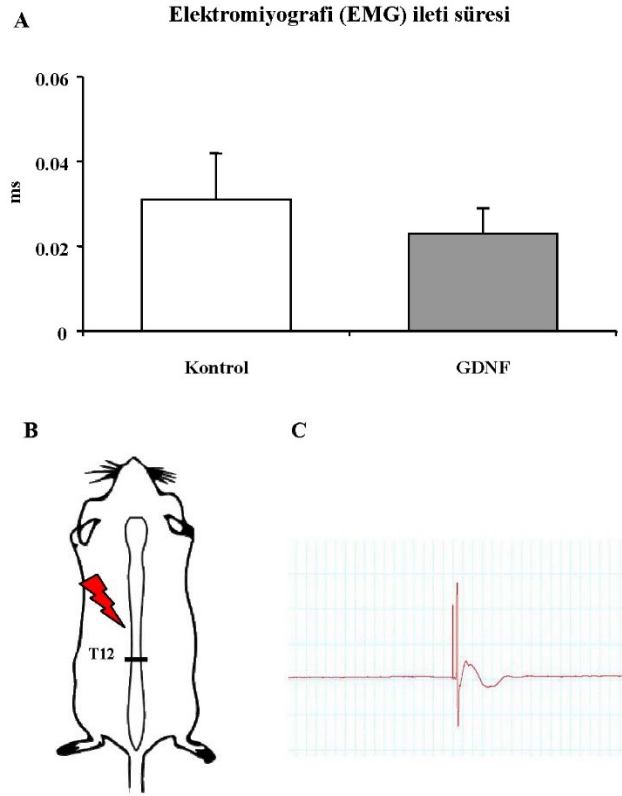 A
Elektromiyografi (EMG) ileti süresi
0.06
0.04
0.02
0
ms
Kontrol
GDNF
B
C
T12